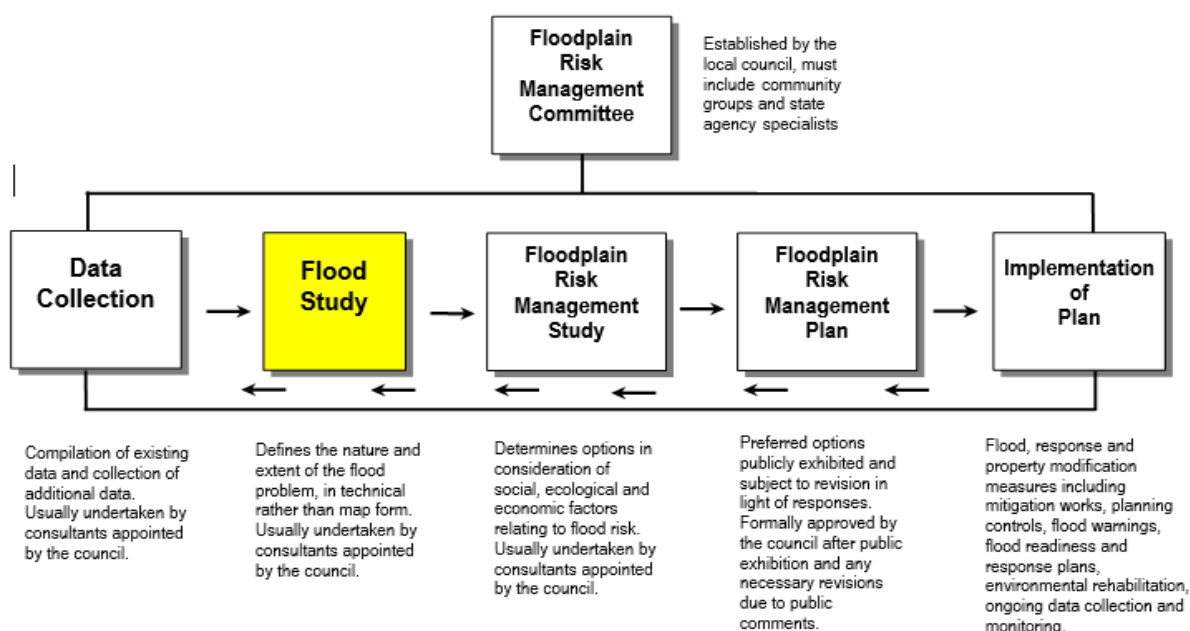 Floodplain
Risk
Management
Committee
Established by the
local council, must
include community
groups and state
agency specialists
Data
Collection
Flood
Study
Floodplain
Risk
Management
Study
Floodplain
Risk
Management
Plan
Implementation
of
Plan
Compilation of existing
data and collection of
additional data.
Usually undertaken by
consultants appointed
by the council.
Defines the nature and
extent of the flood
problem, in technical
rather than map form.
Usually undertaken by
consultants appointed
by the council.
Determines options in
consideration of
social, ecological and
economic factors
relating to flood risk.
Usually undertaken by
consultants appointed
by the council.
Preferred options
publicly exhibited and
subject to revision in
light of responses.
Formally approved by
the council after public
exhibition and any
necessary revisions
due to public
comments.
Flood, response and
property modification
measures including
mitigation works, planning
controls, flood warnings,
flood readiness and
response plans,
environmental rehabilitation,
ongoing data collection and
monitoring.